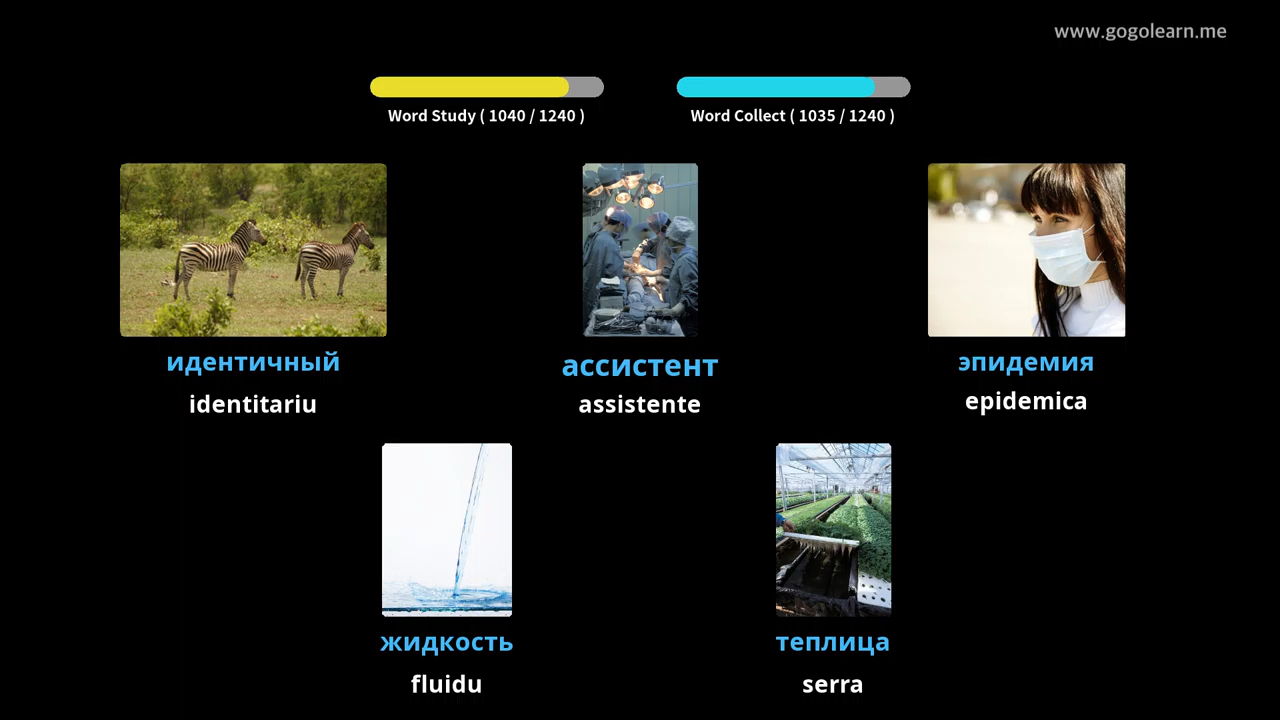 www.gogolearn.me
Word Study ( 1040 / 1240 )
Word Collect ( 1035 / 1240 )
идентичный
identitariu
ассистент
assistente
эпидемия
epidemica
жидкость
fluidu
теплица
serra